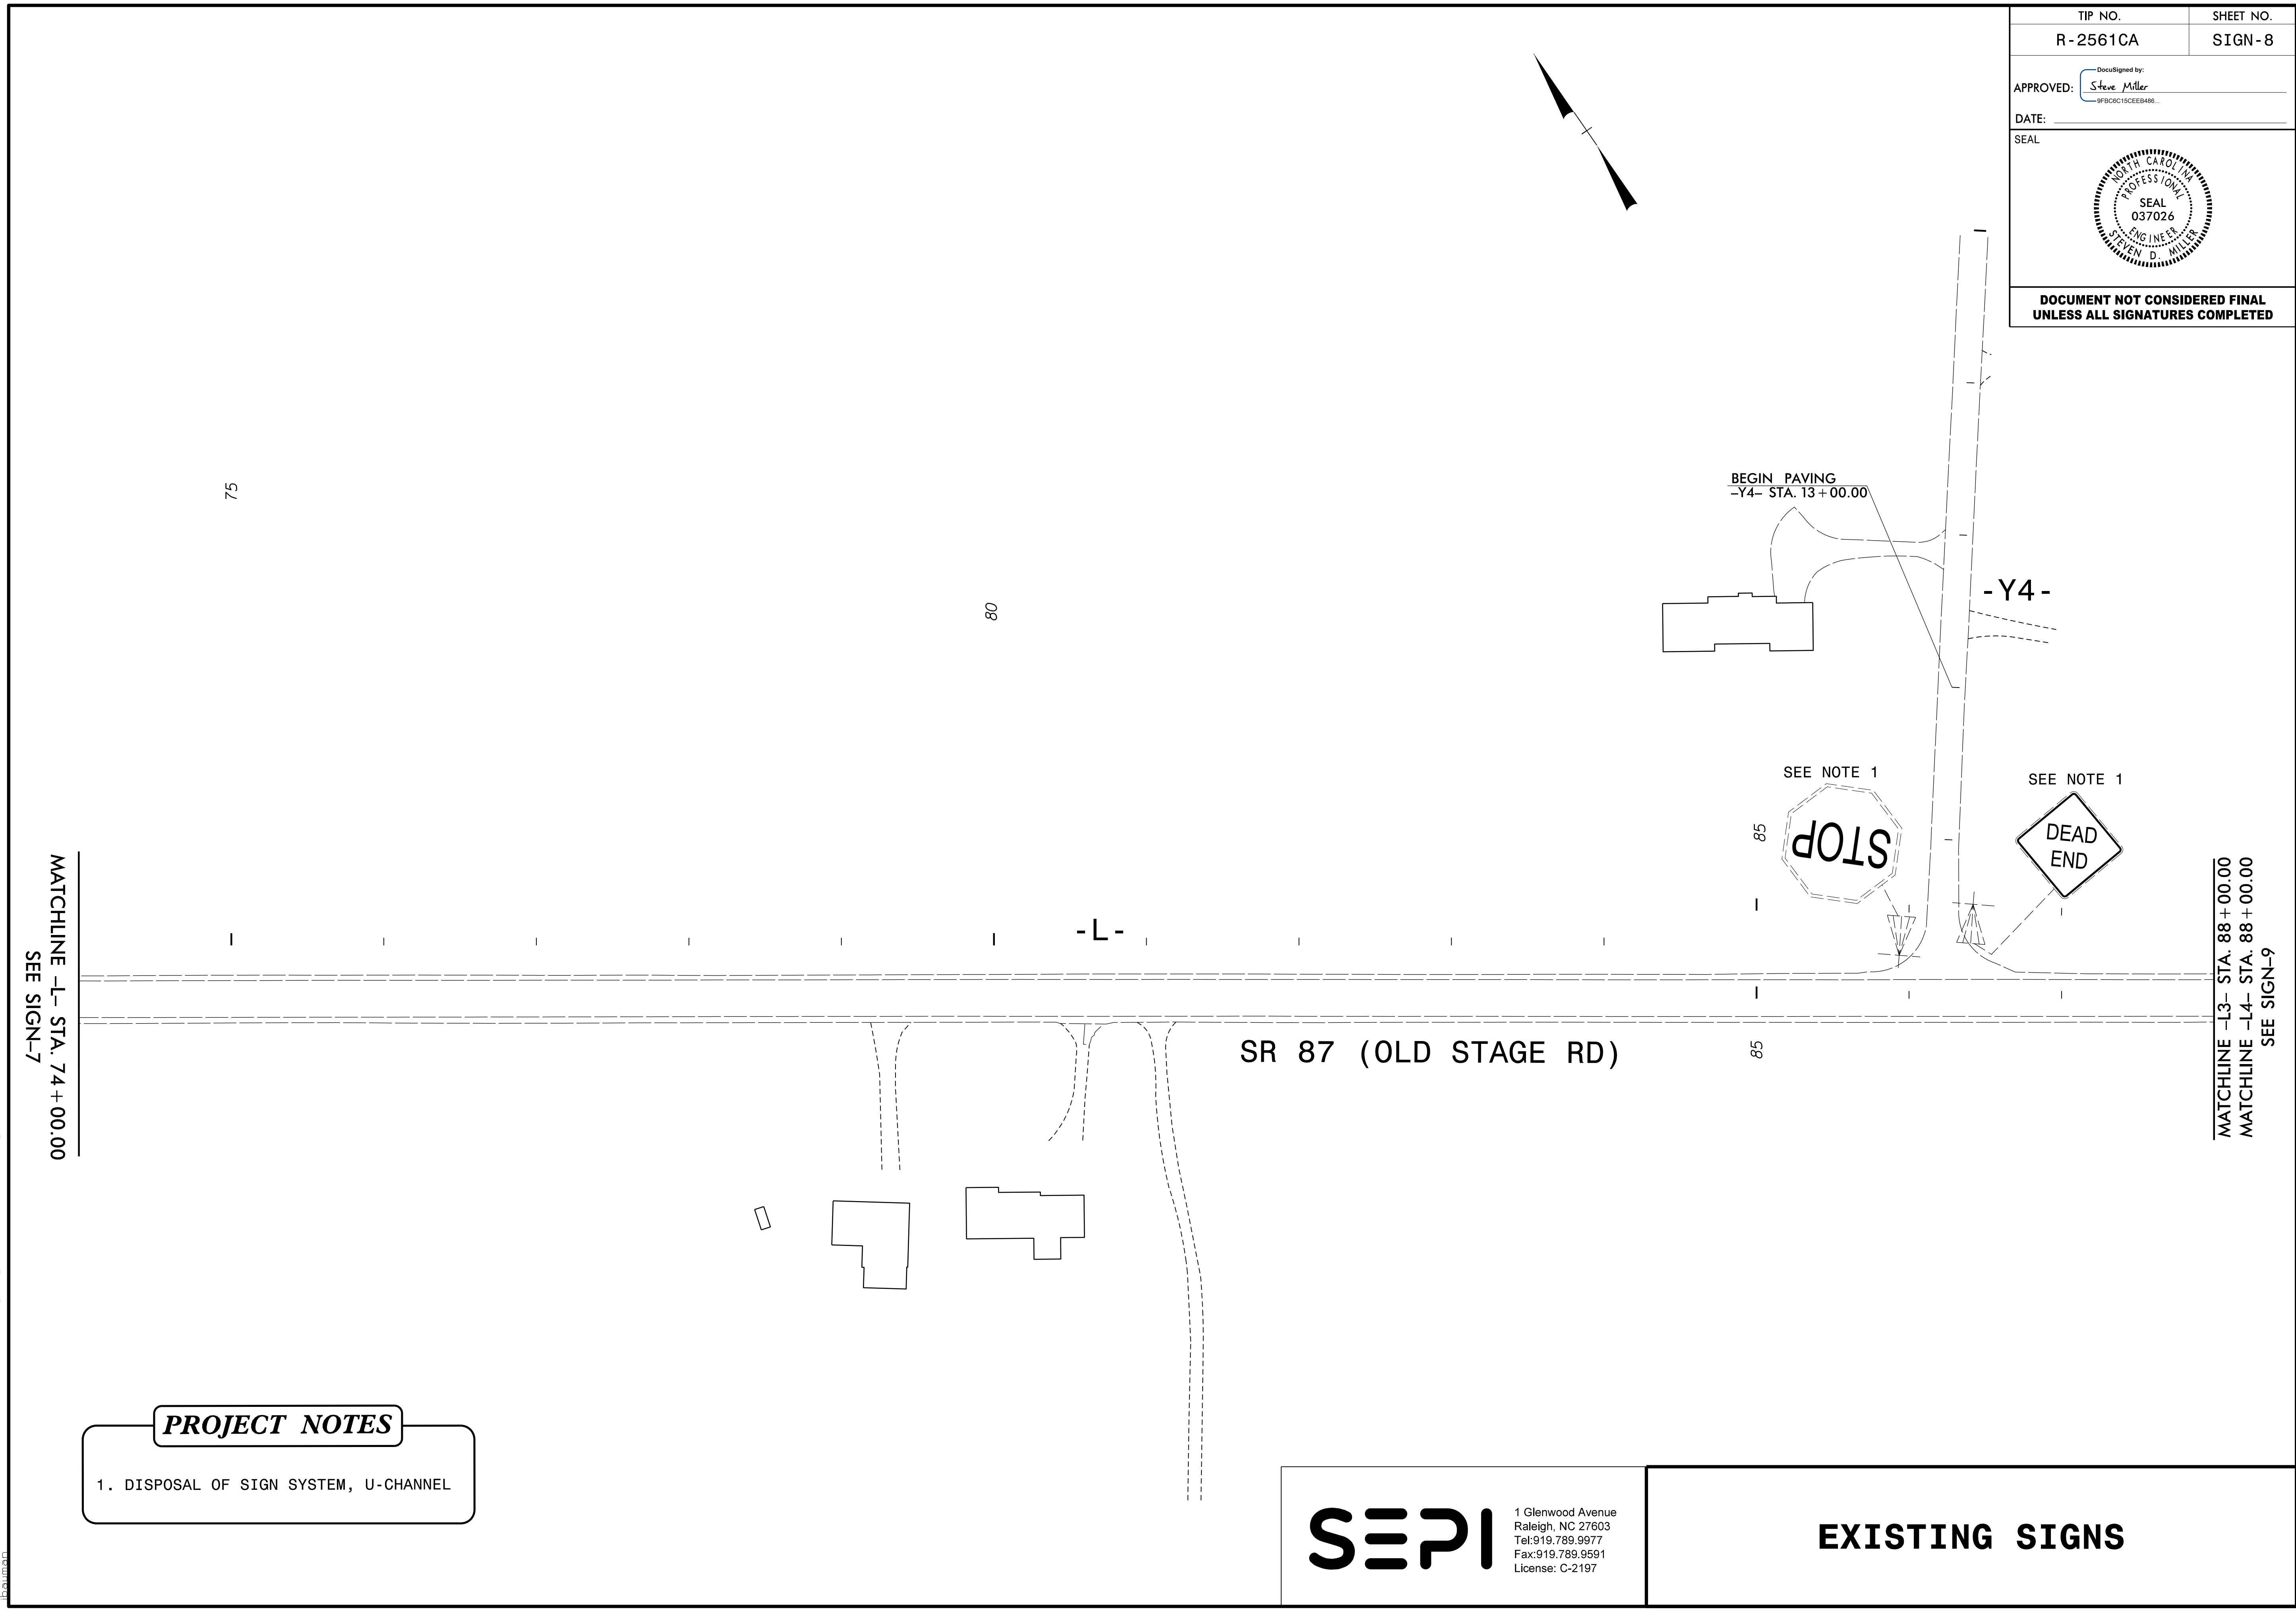 TIP NO.
SHEET NO.
R-2561CA
SIGN-8
DocuSigned by:
APPROVED: Steve Miller
9FBC6C15CEEB486...
DATE:
SEAL
NORTH CAROLINA
PROFESSIONAL
SEAL
037026
ENGINEER
STEVEN D. MILLER
DOCUMENT NOT CONSIDERED FINAL
UNLESS ALL SIGNATURES COMPLETED
75
80
BEGIN PAVING
-Y4- STA. 13+00.00
-Y4-
SEE NOTE 1
SEE NOTE 1
STOP
DEAD
END
85
-L-
MATCHLINE -L- STA. 74+00.00
SEE SIGN-7
MATCHLINE -L3- STA. 88+00.00
MATCHLINE -L4- STA. 88+00.00
SEE SIGN-9
SR 87 (OLD STAGE RD)
85
PROJECT NOTES
1. DISPOSAL OF SIGN SYSTEM, U-CHANNEL
SEPI
1 Glenwood Avenue
Raleigh, NC 27603
Tel:919.789.9977
Fax:919.789.9591
License: C-2197
EXISTING SIGNS